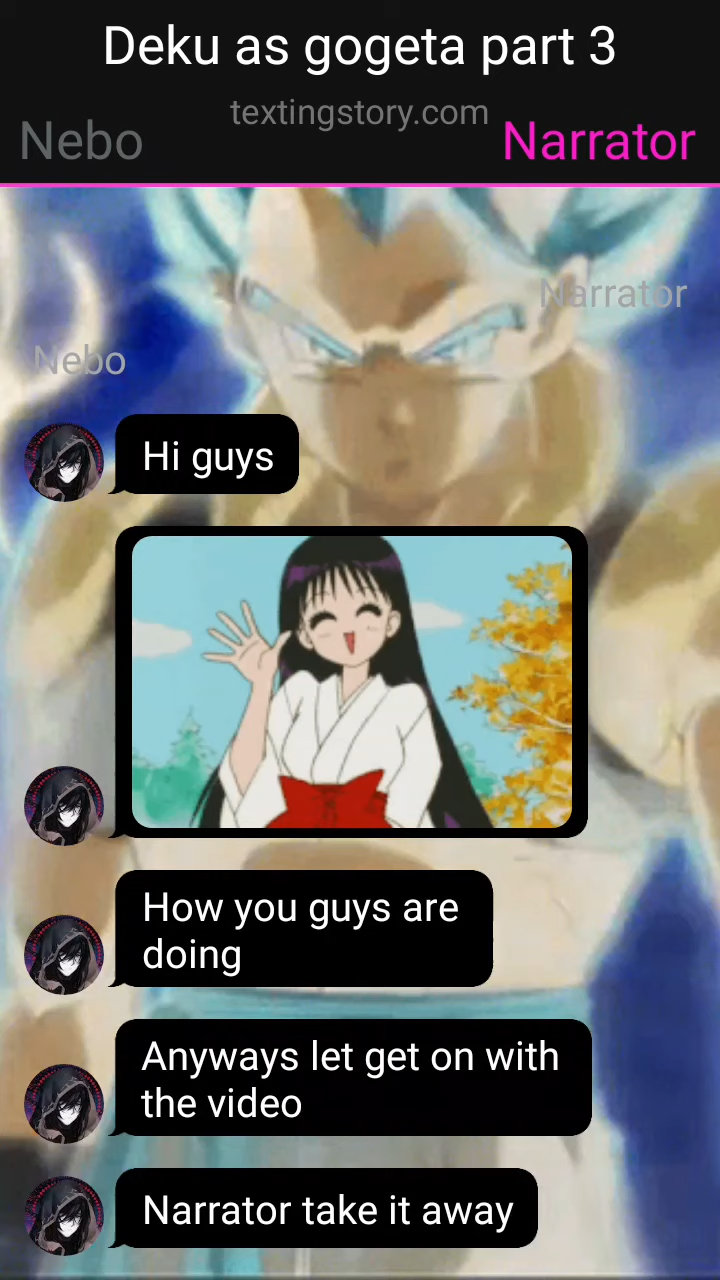 Deku as gogeta part 3
textingstory.com
Nebo
Narrator
Narrator
Nebo
Hi guys
How you guys are
doing
Anyways let get on with
the video
Narrator take it away